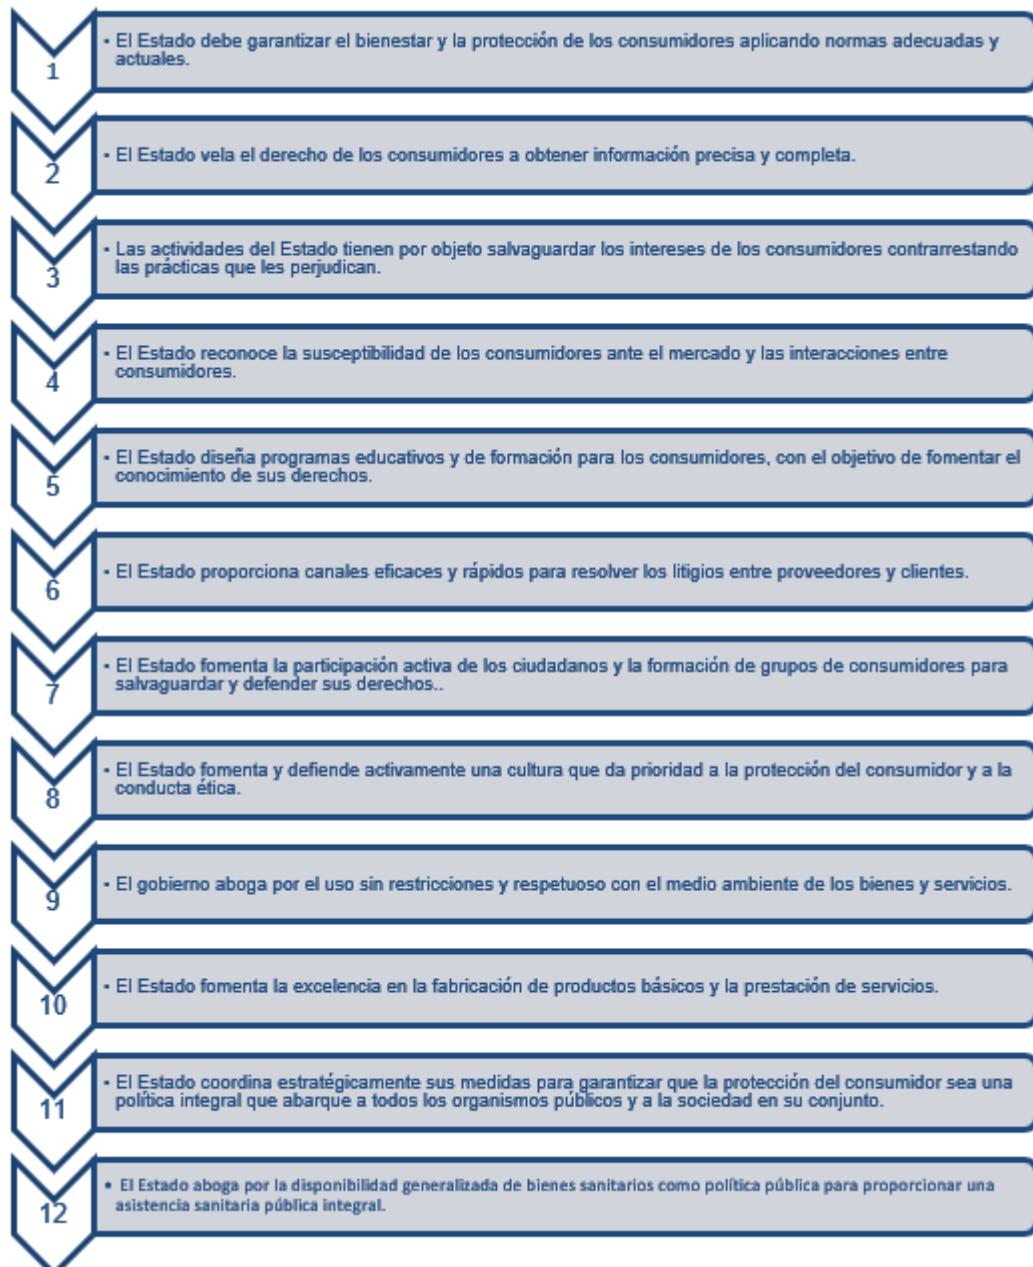 1
• El Estado debe garantizar el bienestar y la protección de los consumidores aplicando normas adecuadas y
actuales.
2
• El Estado vela el derecho de los consumidores a obtener información precisa y completa.
3
• Las actividades del Estado tienen por objeto salvaguardar los intereses de los consumidores contrarrestando
las prácticas que les perjudican.
4
• El Estado reconoce la susceptibilidad de los consumidores ante el mercado y las interacciones entre
consumidores.
5
• El Estado diseña programas educativos y de formación para los consumidores, con el objetivo de fomentar el
conocimiento de sus derechos.
6
• El Estado proporciona canales eficaces y rápidos para resolver los litigios entre proveedores y clientes.
7
• El Estado fomenta la participación activa de los ciudadanos y la formación de grupos de consumidores para
salvaguardar y defender sus derechos..
8
• El Estado fomenta y defiende activamente una cultura que da prioridad a la protección del consumidor y a la
conducta ética.
9
• El gobierno aboga por el uso sin restricciones y respetuoso con el medio ambiente de los bienes y servicios.
10
• El Estado fomenta la excelencia en la fabricación de productos básicos y la prestación de servicios.
11
• El Estado coordina estratégicamente sus medidas para garantizar que la protección del consumidor sea una
política integral que abarque a todos los organismos públicos y a la sociedad en su conjunto.
12
• El Estado aboga por la disponibilidad generalizada de bienes sanitarios como política pública para proporcionar una
asistencia sanitaria pública integral.